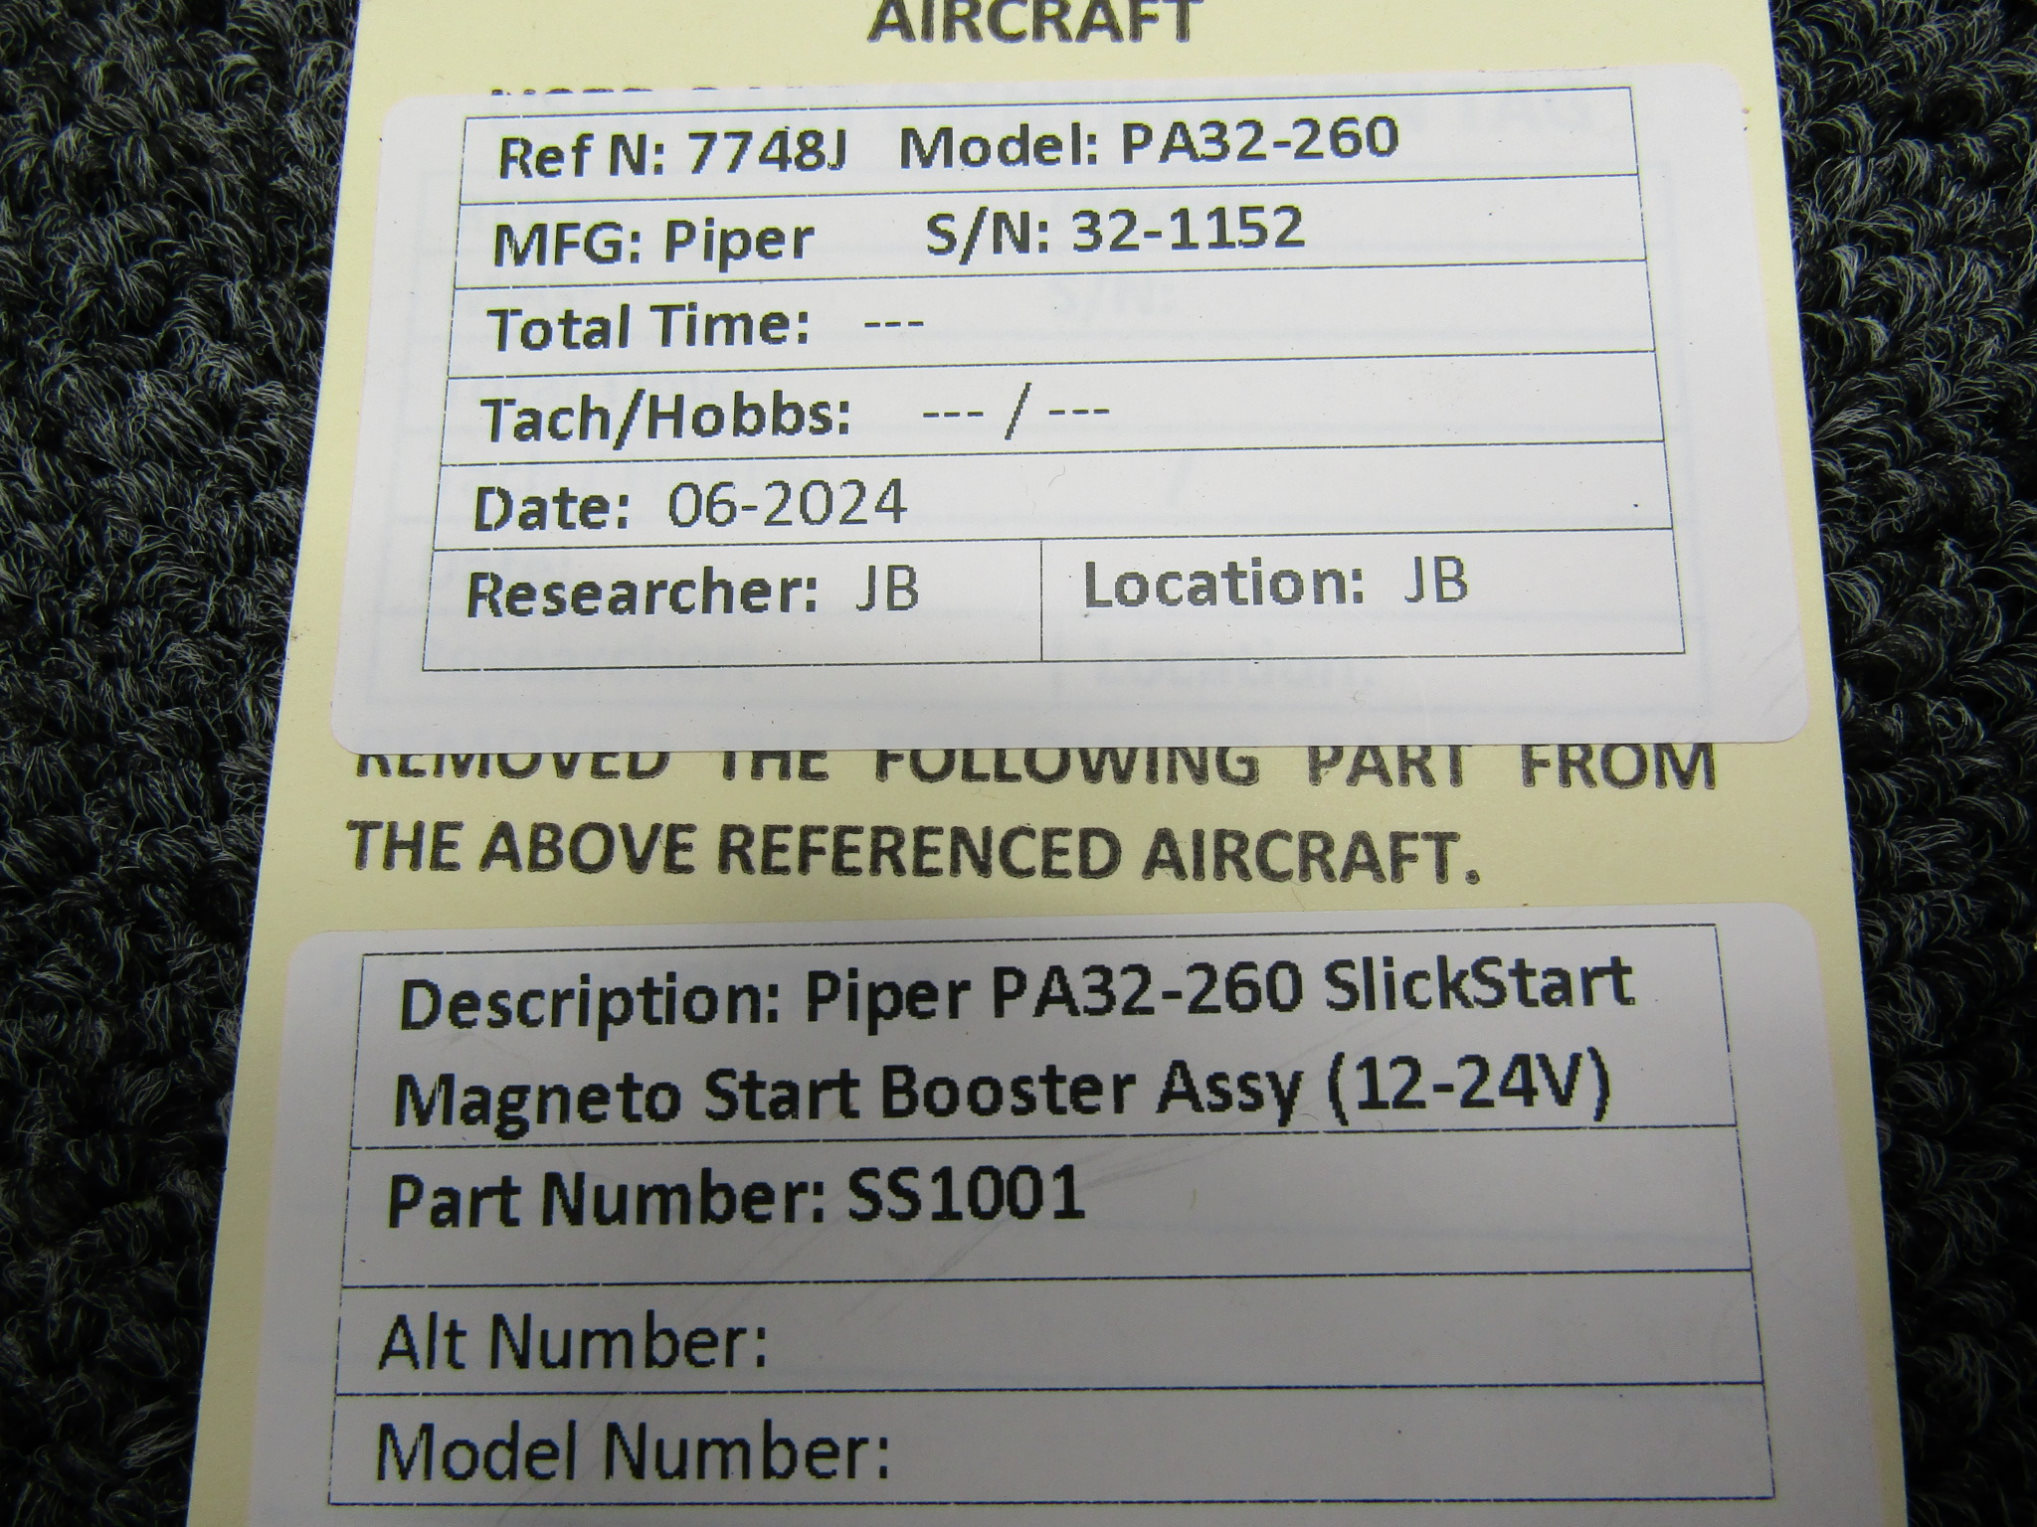 AIRCRAFT
Ref N: 7748J Model: PA32-260
MFG: Piper S/N: 32-1152
Total Time: ---
Tach/Hobbs: --- / ---
Date: 06-2024
Researcher: JB Location: JB
REMOVED THE FOLLOWING PART FROM
THE ABOVE REFERENCED AIRCRAFT.
Description: Piper PA32-260 SlickStart
Magneto Start Booster Assy (12-24V)
Part Number: SS1001
Alt Number:
Model Number: